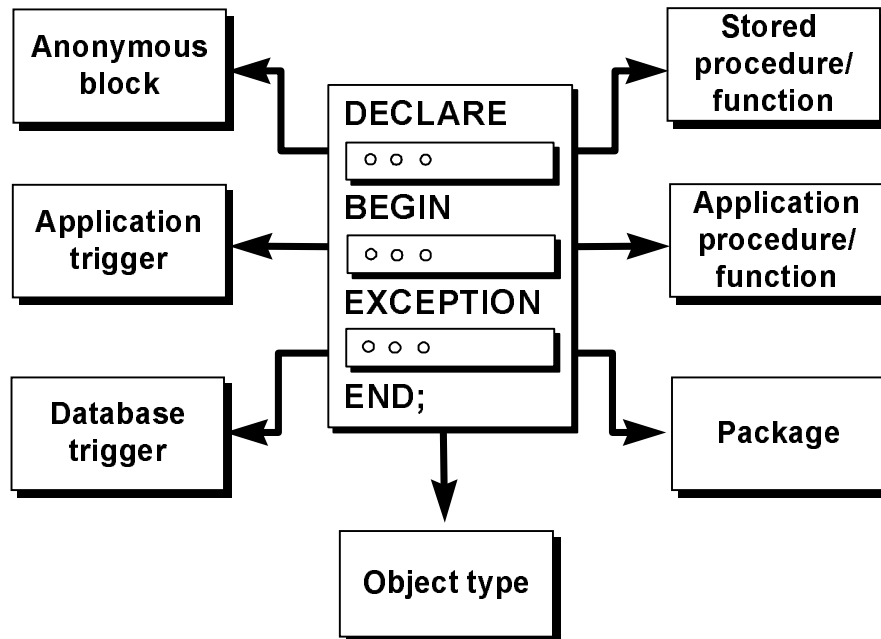 Anonymous
block
Application
trigger
Database
trigger
DECLARE
BEGIN
EXCEPTION
END;
Stored
procedure/
function
Application
procedure/
function
Package
Object type